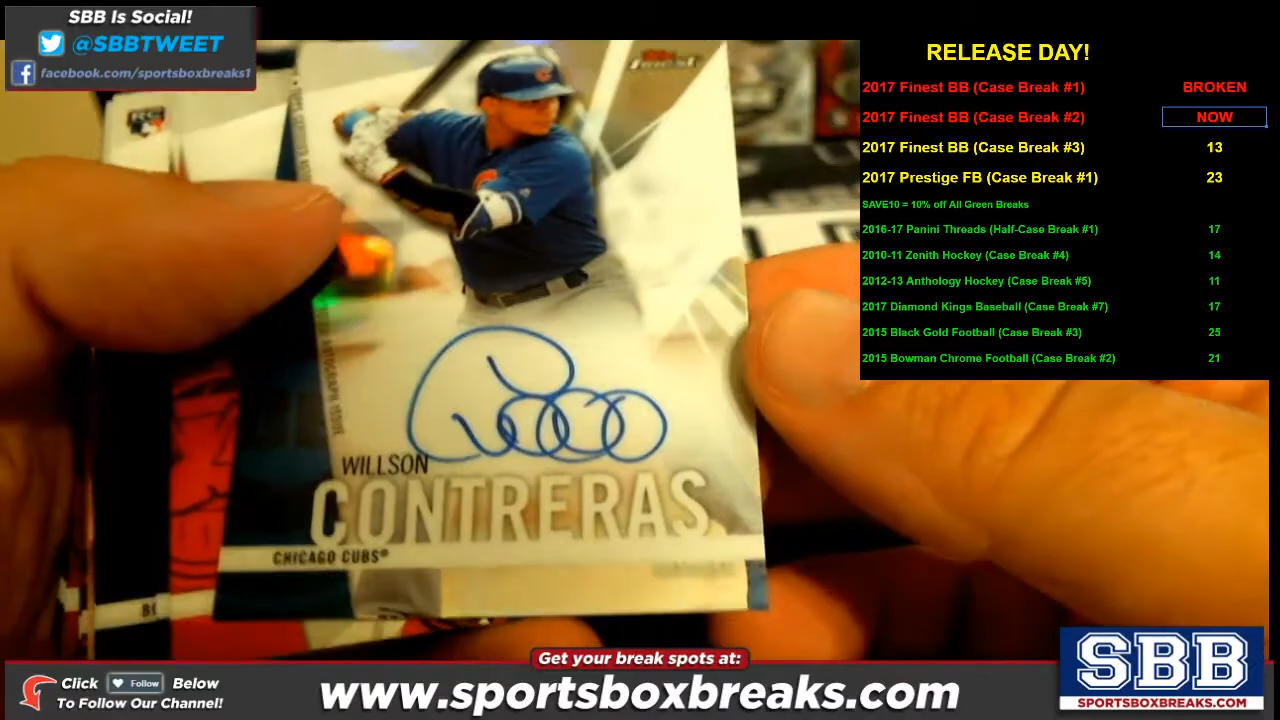 SBB Is Social!
@SBBTWEET
facebook.com/sportsboxbreaks1
RELEASE DAY!
2017 Finest BB (Case Break #1) BROKEN
2017 Finest BB (Case Break #2) NOW
2017 Finest BB (Case Break #3) 13
2017 Prestige FB (Case Break #1) 23
SAVE10 = 10% off All Green Breaks
2016-17 Panini Threads (Half-Case Break #1) 17
2010-11 Zenith Hockey (Case Break #4) 14
2012-13 Anthology Hockey (Case Break #5) 11
2017 Diamond Kings Baseball (Case Break #7) 17
2015 Black Gold Football (Case Break #3) 25
2015 Bowman Chrome Football (Case Break #2) 21
Finest
AUTOGRAPH ISSUE
WILLSON
CONTRERAS
CHICAGO CUBS®
Get your break spots at:
Click Follow Below
To Follow Our Channel!
www.sportsboxbreaks.com
SBB
SPORTSBOXBREAKS.COM